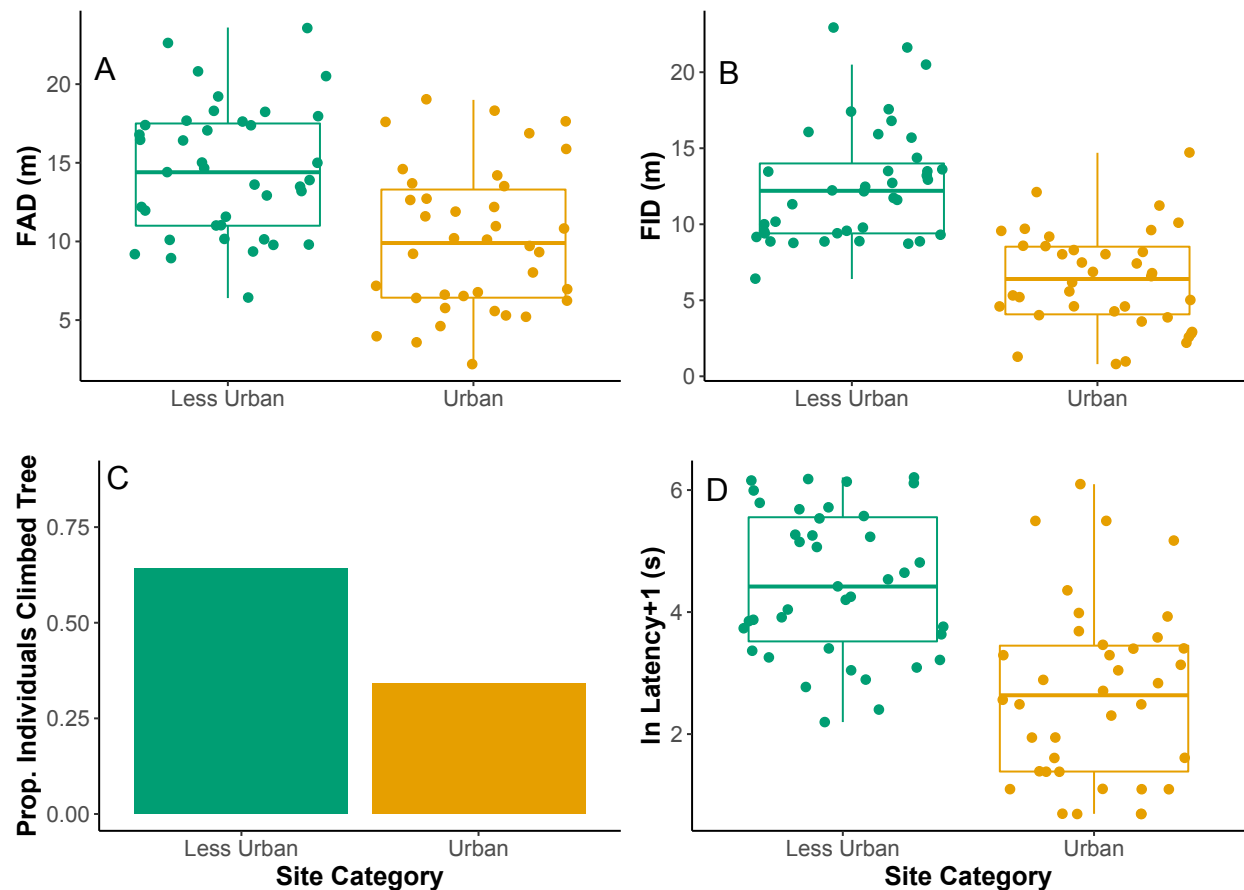 A
FAD (m)
20
15
10
5
Less Urban
Urban
B
FID (m)
20
15
10
5
0
Less Urban
Urban
C
Prop. Individuals Climbed Tree
0.75
0.50
0.25
0.00
Less Urban
Urban
Site Category
D
ln Latency+1 (s)
6
4
2
Less Urban
Urban
Site Category